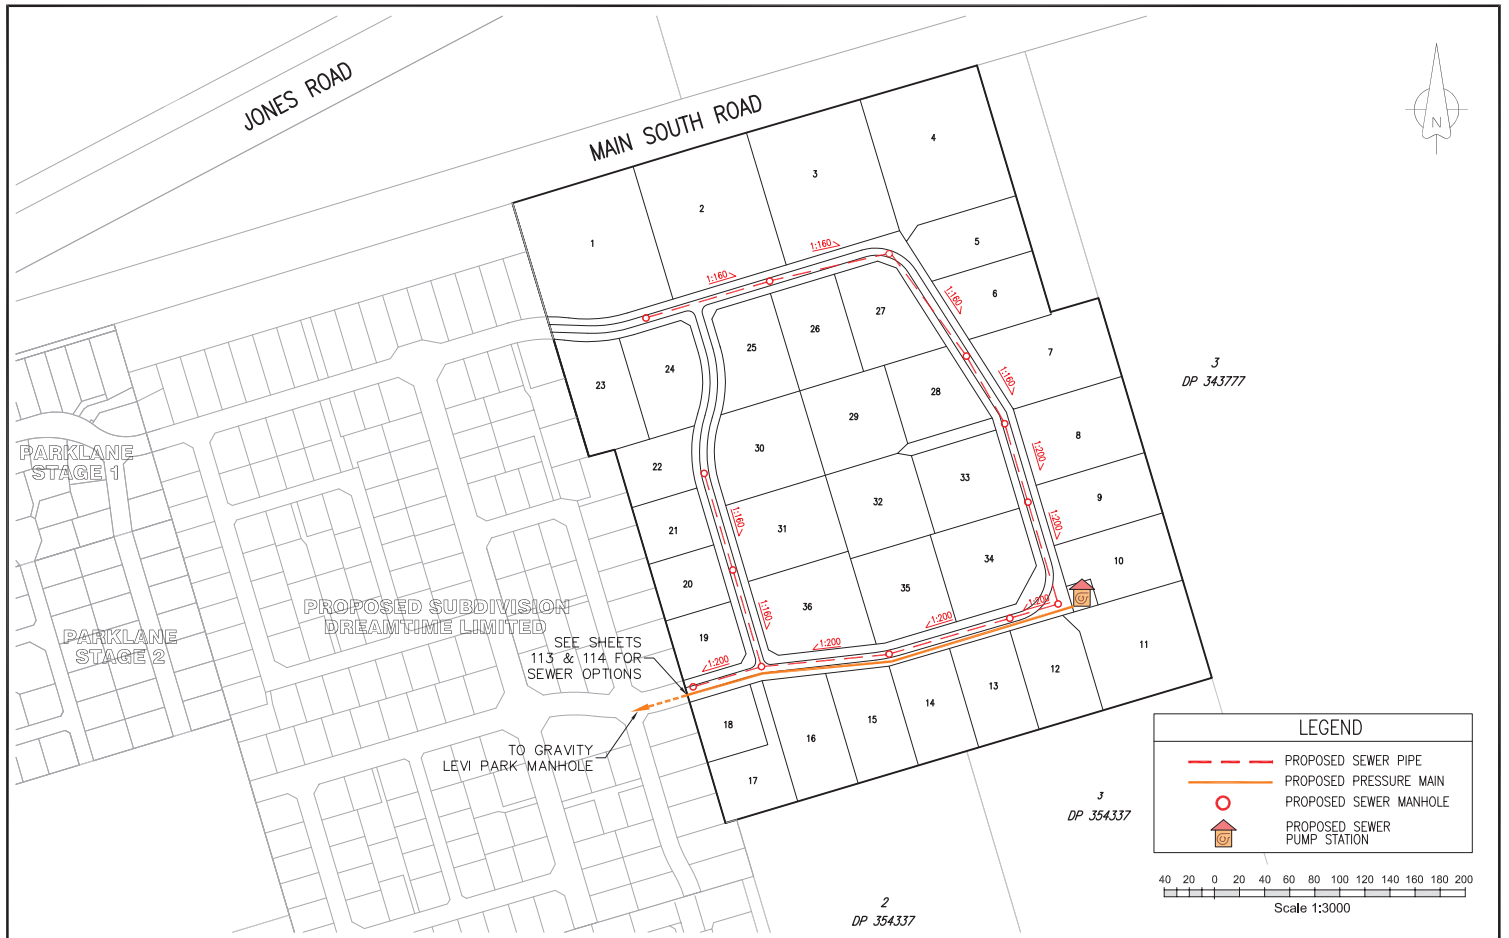 JONES ROAD
MAIN SOUTH ROAD
N
1
2
3
4
5
6
7
8
9
10
11
12
13
14
15
16
17
18
19
20
21
22
23
24
25
26
27
28
29
30
31
32
33
34
35
36
1:160
1:160
1:160
1:160
1:200
1:200
1:200
1:200
1:200
1:200
1:160
1:160
3
DP 343777
PARKLANE
STAGE 1
PARKLANE
STAGE 2
PROPOSED SUBDIVISION
DREAMTIME LIMITED
SEE SHEETS
113 & 114 FOR
SEWER OPTIONS
TO GRAVITY
LEVI PARK MANHOLE
3
DP 354337
2
DP 354337
LEGEND
PROPOSED SEWER PIPE
PROPOSED PRESSURE MAIN
PROPOSED SEWER MANHOLE
PROPOSED SEWER
PUMP STATION
40 20 0 20 40 60 80 100 120 140 160 180 200
Scale 1:3000